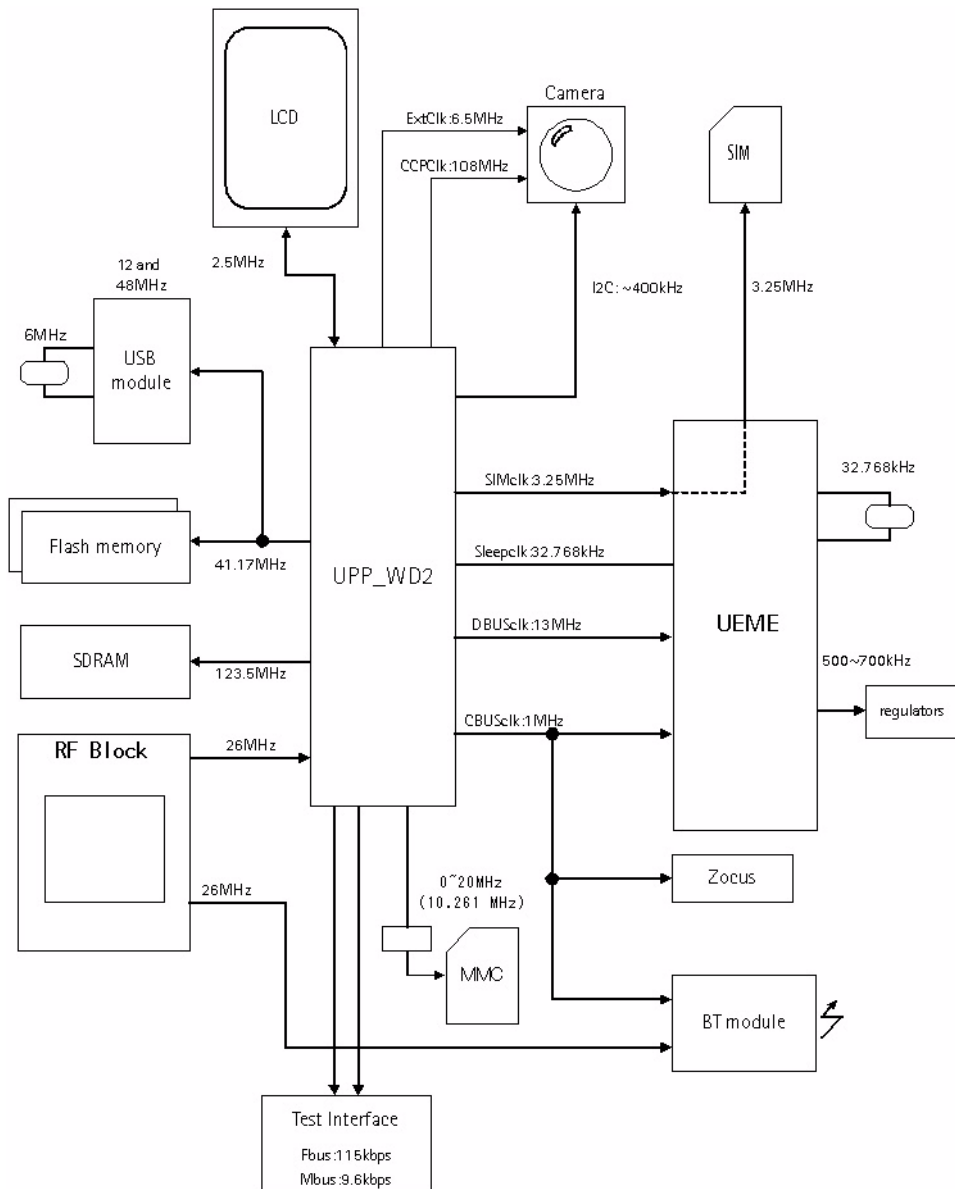 LCD
Camera
ExtClk:6.5MHz
CCPClk:108MHz
SIM
2.5MHz
I2C: ~400kHz
3.25MHz
12 and
48MHz
6MHz
USB
module
SIMclk:3.25MHz
32.768kHz
Flash memory
41.17MHz
UPP_WD2
Sleepclk:32.768kHz
UEME
DBUSclk:13MHz
SDRAM
123.5MHz
500~700kHz
regulators
CBUSclk:1MHz
RF Block
26MHz
26MHz
0~20MHz
(10.261 MHz)
Zocus
MMC
BT module
Test Interface
Fbus:115kbps
Mbus:9.6kbps